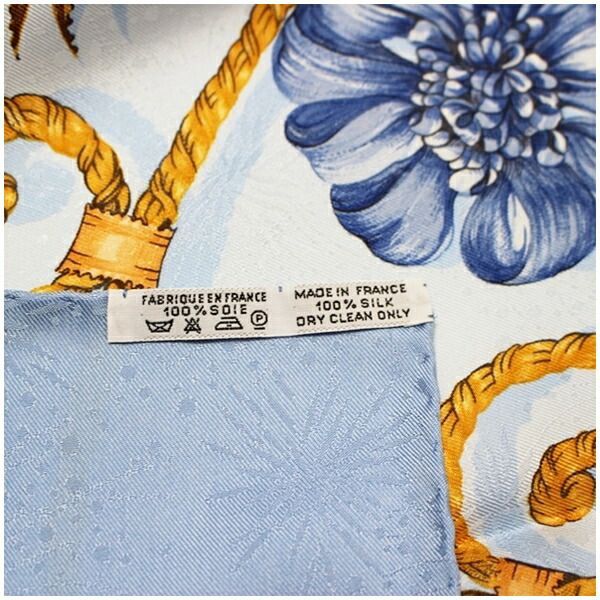 FABRIQUE EN FRANCE
100% SOIE
P
MADE IN FRANCE
100% SILK
DRY CLEAN ONLY